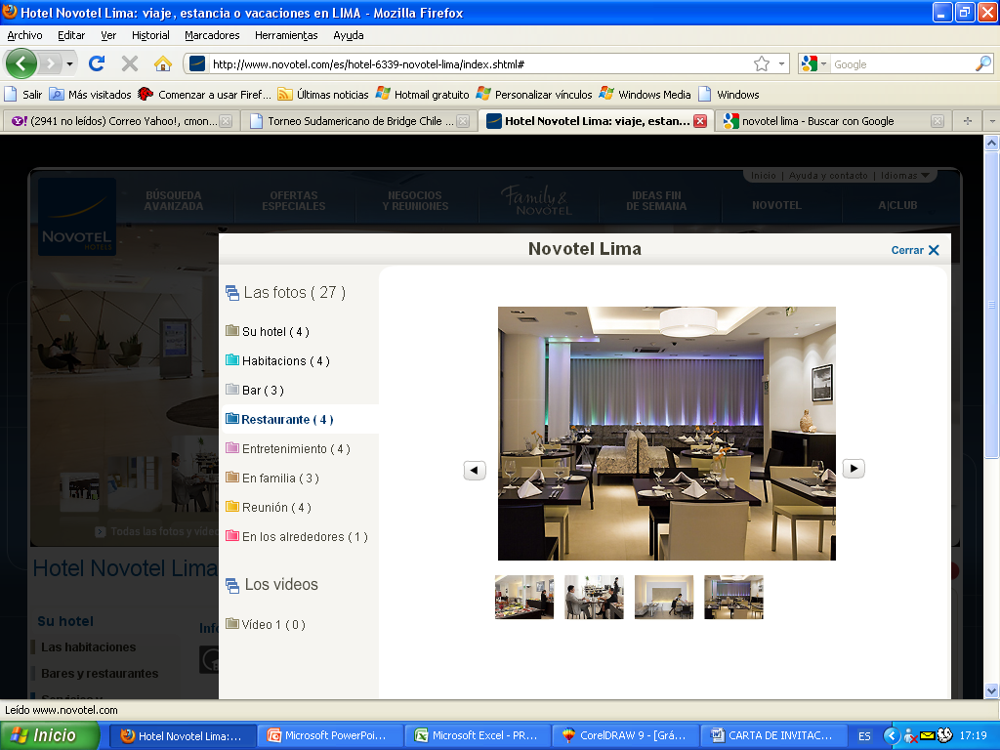 Hotel Novotel Lima: viaje, estancia o vacaciones en LIMA - Mozilla Firefox
Archivo Editar Ver Historial Marcadores Herramientas Ayuda
http://www.novotel.com/es/hotel-6339-novotel-lima/index.shtml#
Google
Salir Más visitados Comenzar a usar Firef... Últimas noticias Hotmail gratuito Personalizar vínculos Windows Media Windows
(2941 no leídos) Correo Yahoo!, cmon... Torneo Sudamericano de Bridge Chile ... Hotel Novotel Lima: viaje, estan... novotel lima - Buscar con Google
Inicio | Ayuda y contacto | Idiomas
NOVOTEL
HOTELS
BÚSQUEDA
AVANZADA
OFERTAS
ESPECIALES
NEGOCIOS
Y REUNIONES
Family &
NOVOTEL
IDEAS FIN
DE SEMANA
NOVOTEL
A|CLUB
Novotel Lima
Cerrar X
Las fotos ( 27 )
Su hotel ( 4 )
Habitacions ( 4 )
Bar ( 3 )
Restaurante ( 4 )
Entretenimiento ( 4 )
En familia ( 3 )
Reunión ( 4 )
En los alrededores ( 1 )
Los videos
Vídeo 1 ( 0 )
Todas las fotos y vídeo
Hotel Novotel Lima
Su hotel
Las habitaciones
Bares y restaurantes
Servicios
Info
Leído www.novotel.com
Inicio Hotel Novotel Lima:... Microsoft PowerPoi... Microsoft Excel - PR... CorelDRAW 9 - [Grá... CARTA DE INVITAC... ES 17:19